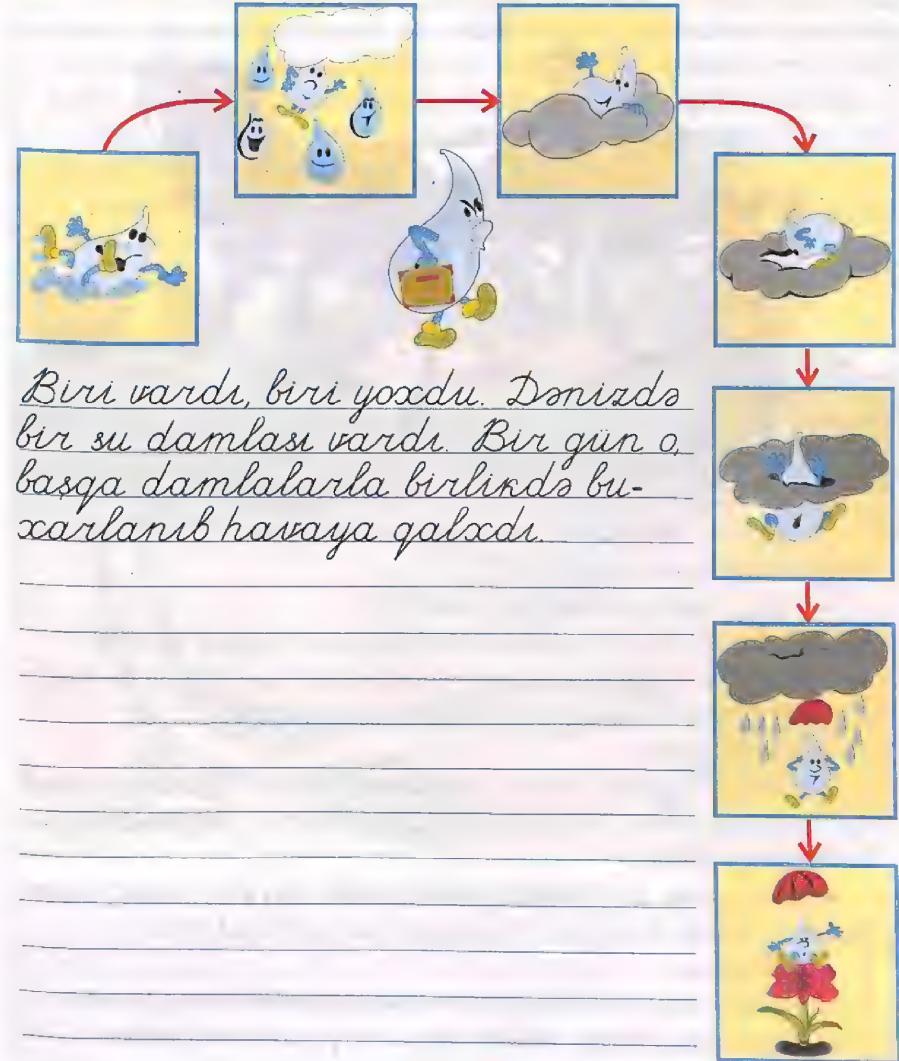 Biri vardı, biri yoxdu. Dənizdə
bir su damlası vardı. Bir gün o,
başqa damlalarla birlikdə bu-
xarlanıb havaya qalxdı.